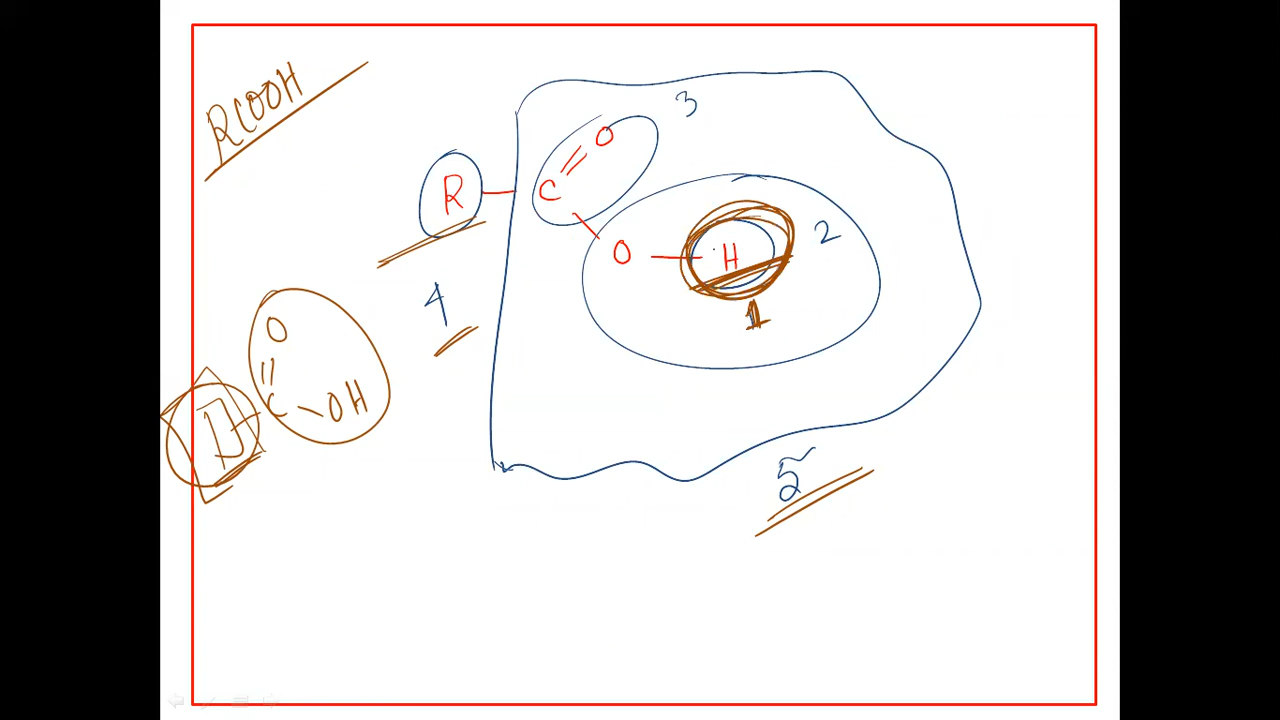 RCOOH
3
R
C = O
O — H
2
1
4
O
||
C \ OH
5